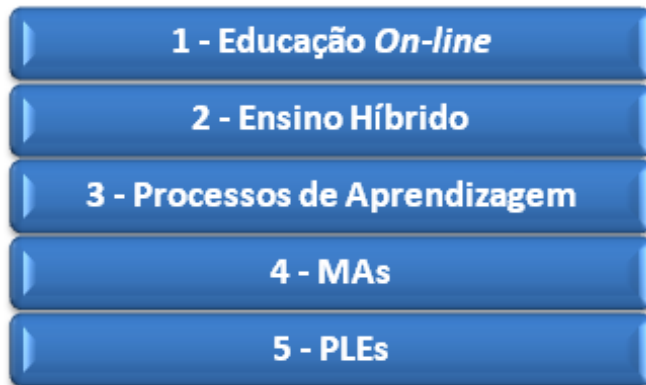 1 - Educação On-line
2 - Ensino Híbrido
3 - Processos de Aprendizagem
4 - MAs
5 - PLEs